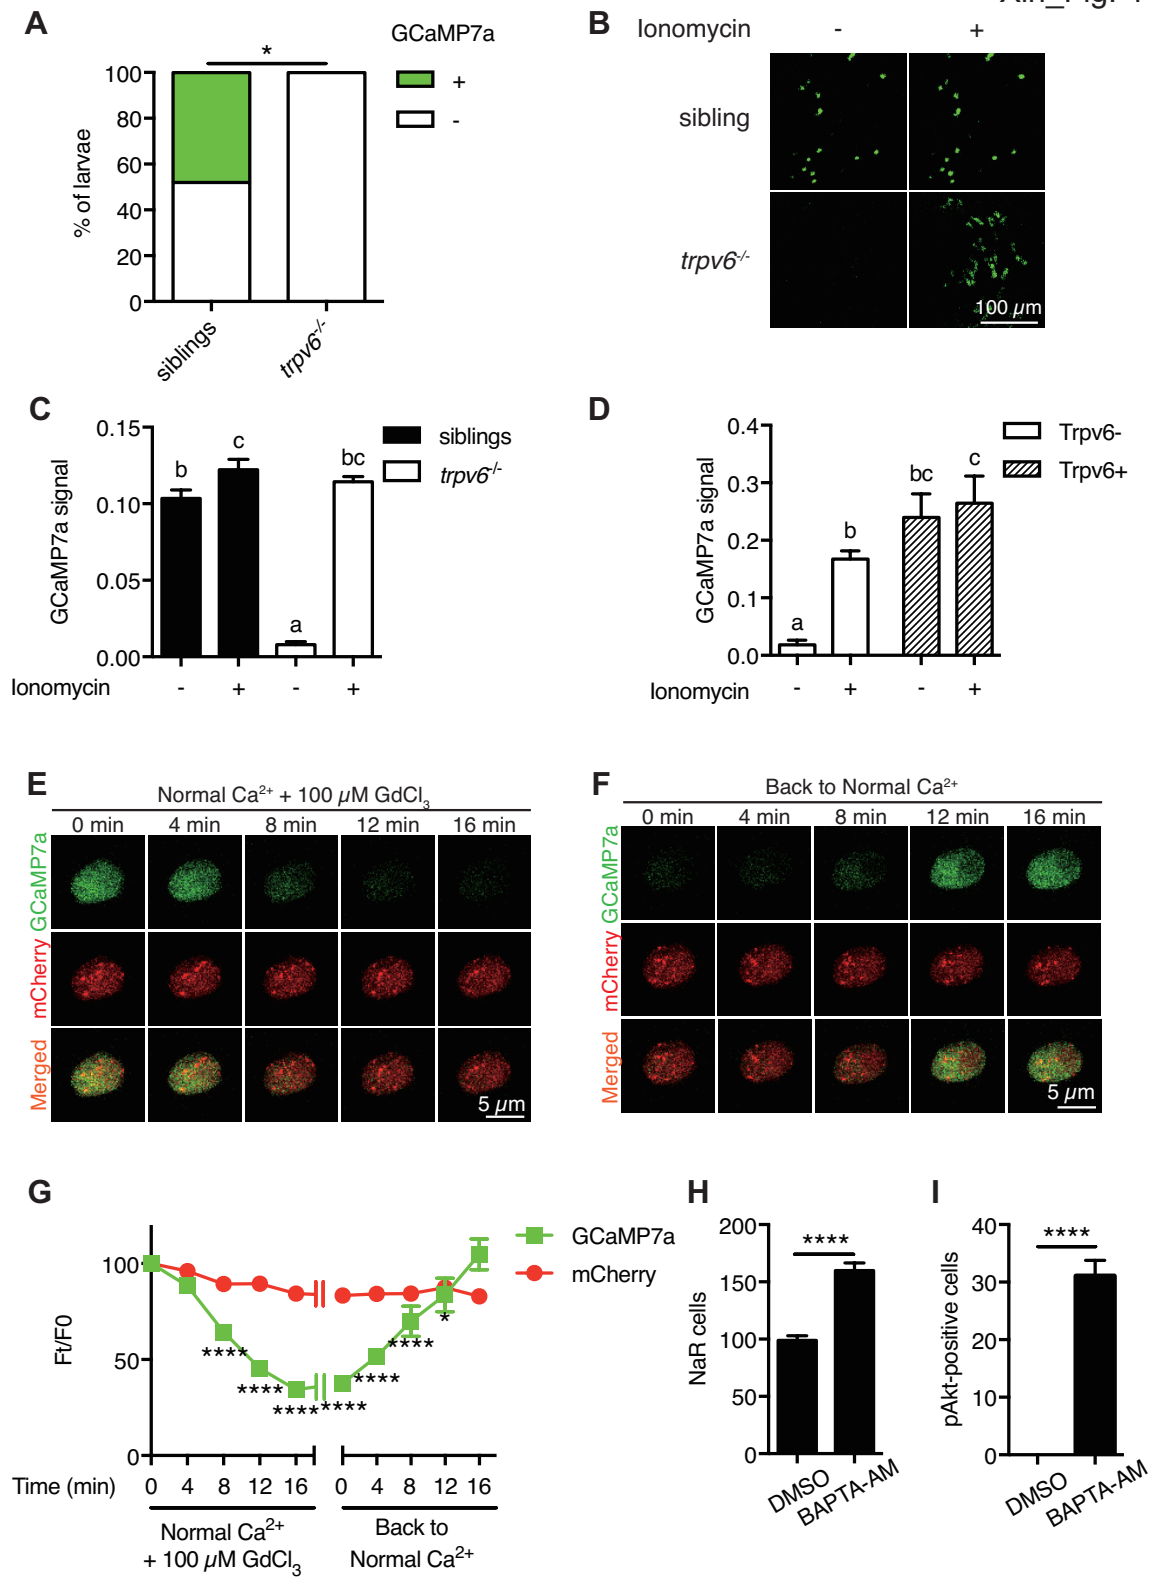 A
GCaMP7a
+
-
*
100
80
60
40
20
0
% of larvae
siblings
trpv6-/-
B
Ionomycin - +
sibling
trpv6-/-
100 µm
C
0.15
0.10
0.05
0.00
GCaMP7a signal
b c a bc
siblings
trpv6-/-
Ionomycin - + - +
D
0.4
0.3
0.2
0.1
0.0
GCaMP7a signal
a b bc c
Trpv6-
Trpv6+
Ionomycin - + - +
E
Normal Ca2+ + 100 µM GdCl3
0 min 4 min 8 min 12 min 16 min
GCaMP7a
mCherry
Merged
5 µm
F
Back to Normal Ca2+
0 min 4 min 8 min 12 min 16 min
GCaMP7a
mCherry
Merged
5 µm
G
100
50
0
Ft/F0
GCaMP7a
mCherry
****
****
****
****
****
****
*
Time (min) 0 4 8 12 16 0 4 8 12 16
Normal Ca2+
+ 100 µM GdCl3
Back to
Normal Ca2+
H
200
150
100
50
0
NaR cells
****
DMSO
BAPTA-AM
I
40
30
20
10
0
pAkt-positive cells
****
DMSO
BAPTA-AM